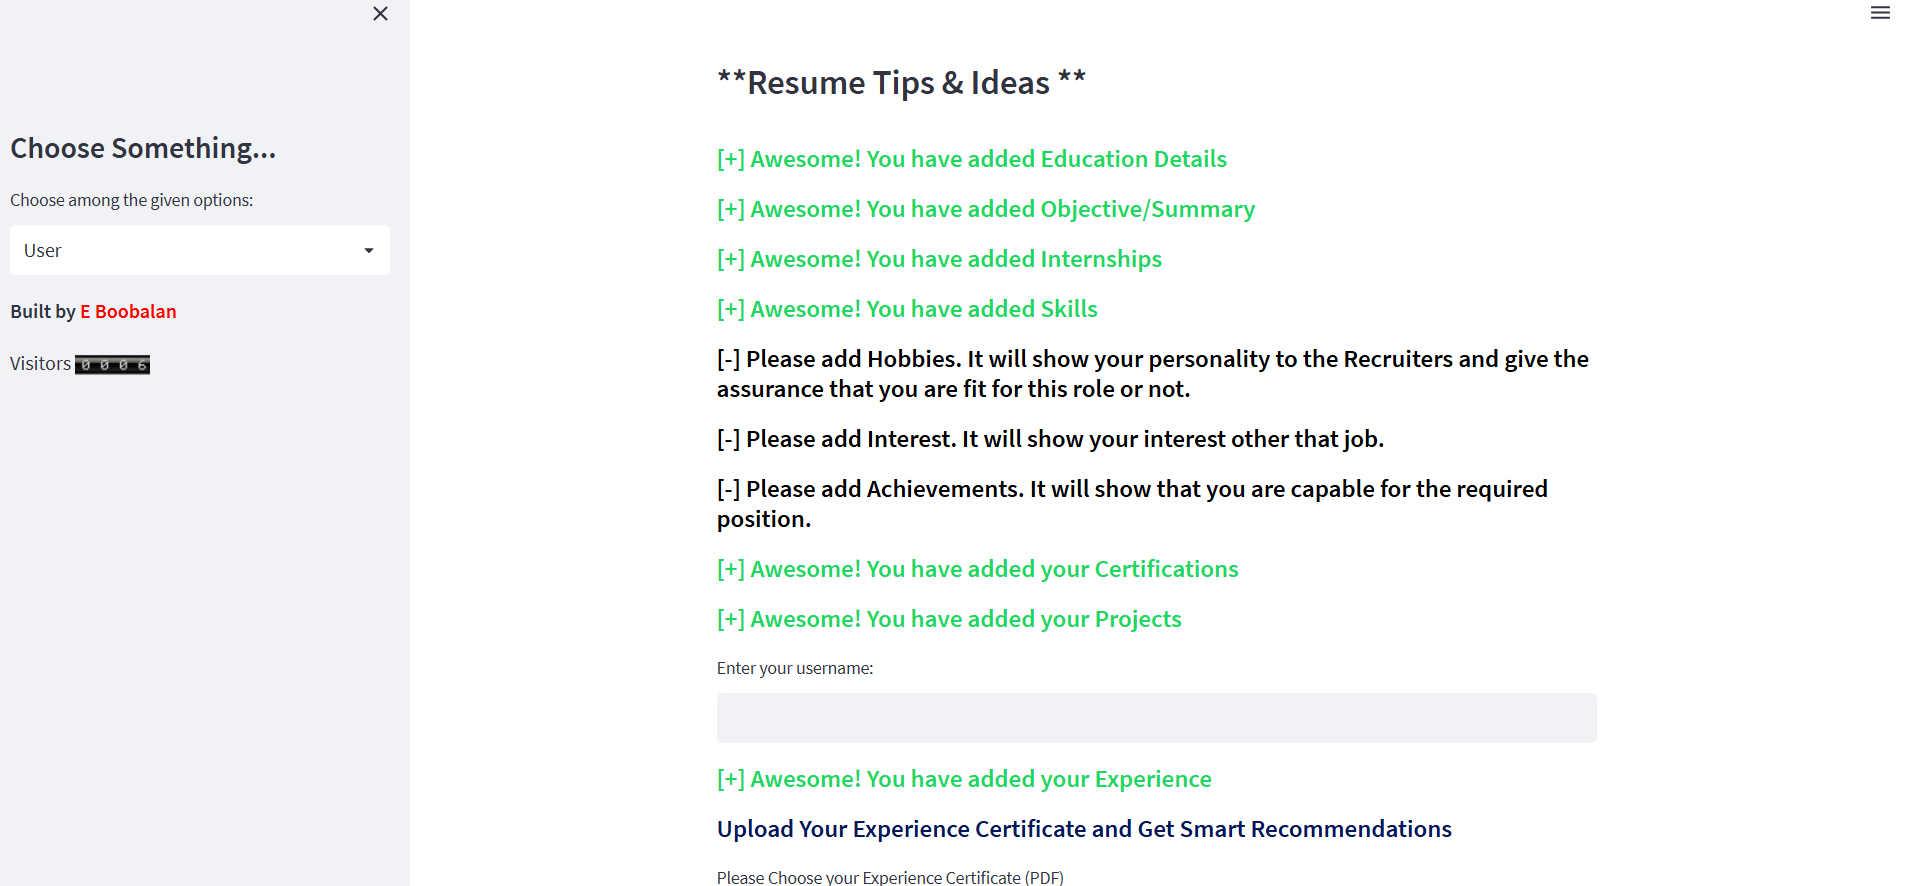 Choose Something...
Choose among the given options:
User
Built by E Boobalan
Visitors 0006
**Resume Tips & Ideas **
[+] Awesome! You have added Education Details
[+] Awesome! You have added Objective/Summary
[+] Awesome! You have added Internships
[+] Awesome! You have added Skills
[-] Please add Hobbies. It will show your personality to the Recruiters and give the
assurance that you are fit for this role or not.
[-] Please add Interest. It will show your interest other that job.
[-] Please add Achievements. It will show that you are capable for the required
position.
[+] Awesome! You have added your Certifications
[+] Awesome! You have added your Projects
Enter your username:
[+] Awesome! You have added your Experience
Upload Your Experience Certificate and Get Smart Recommendations
Please Choose your Experience Certificate (PDF)